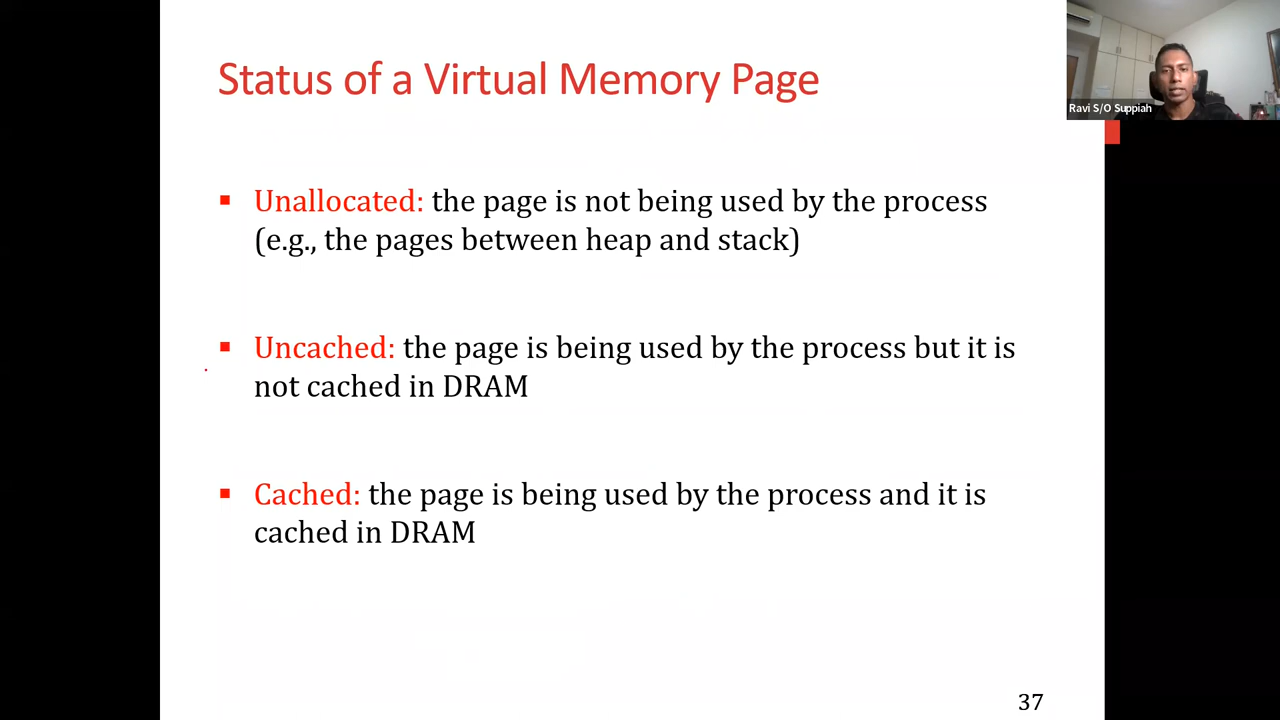 Status of a Virtual Memory Page
Ravi S/O Suppiah
▪ Unallocated: the page is not being used by the process
(e.g., the pages between heap and stack)
▪ Uncached: the page is being used by the process but it is
not cached in DRAM
▪ Cached: the page is being used by the process and it is
cached in DRAM
37